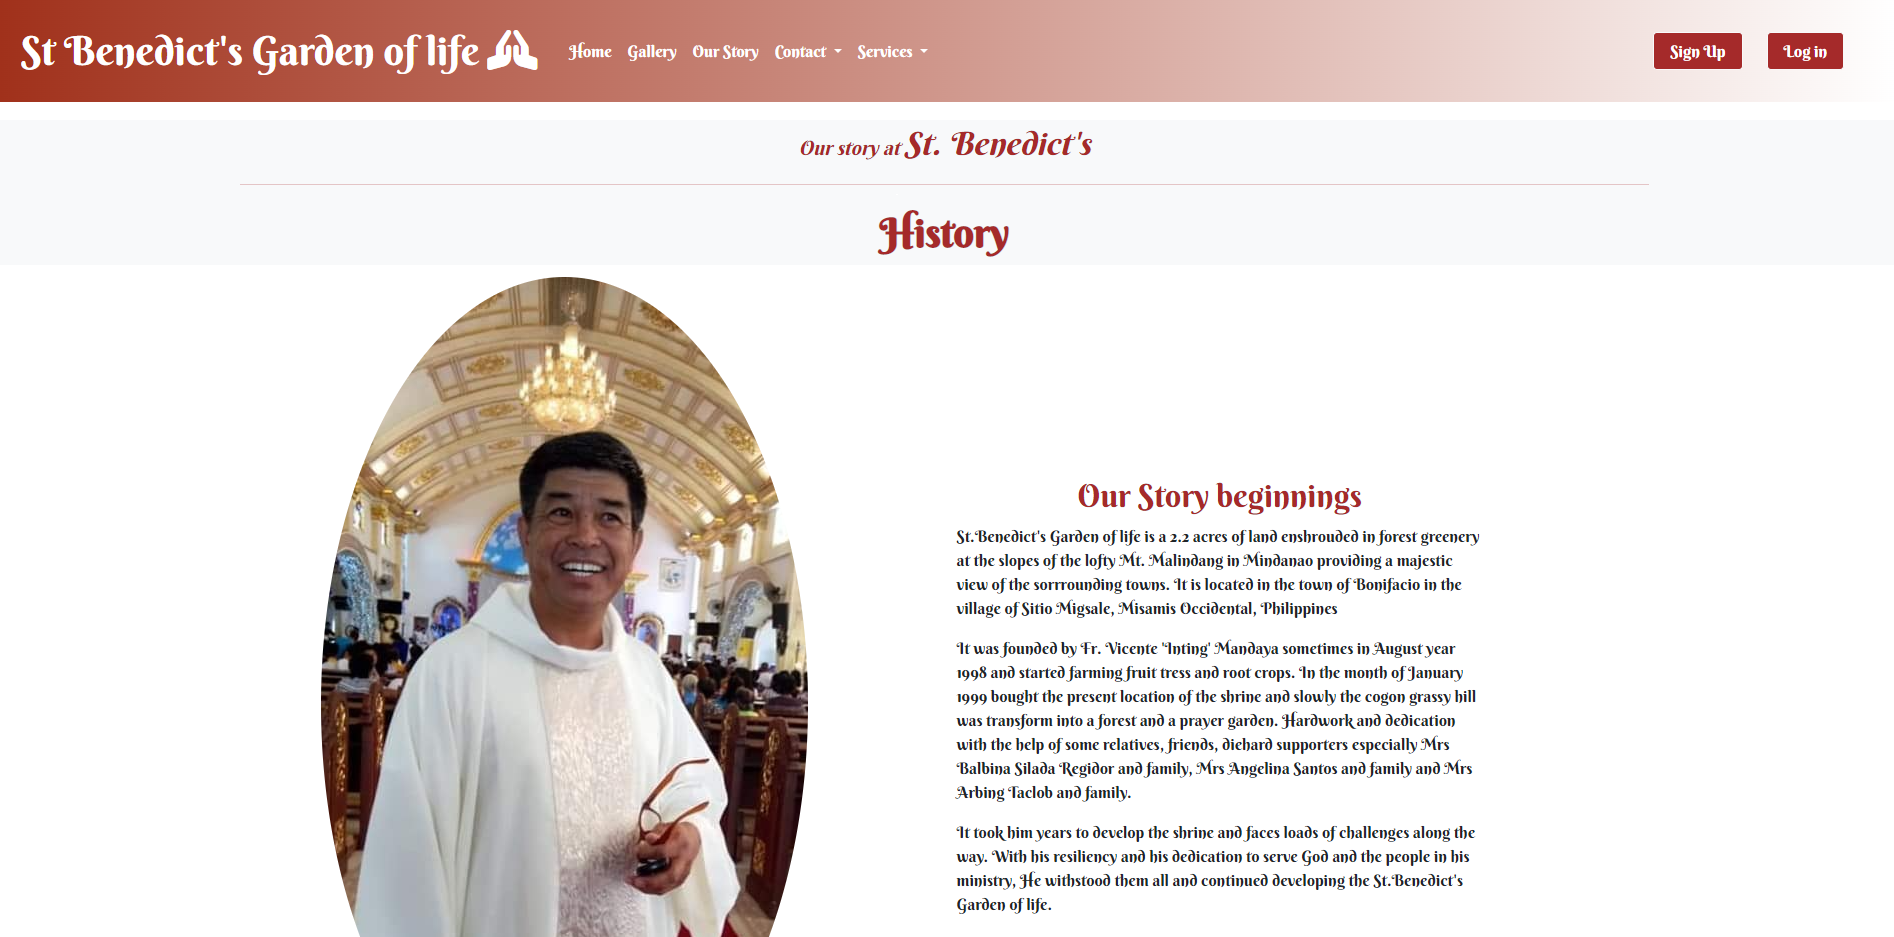 St Benedict's Garden of life
Home Gallery Our Story Contact Services
Sign Up Log in
Our story at St. Benedict's
History
Our Story beginnings
St.Benedict's Garden of life is a 2.2 acres of land enshrouded in forest greenery
at the slopes of the lofty Mt. Malindang in Mindanao providing a majestic
view of the sorrrounding towns. It is located in the town of Bonifacio in the
village of Sitio Migsale, Misamis Occidental, Philippines
It was founded by Fr. Vicente 'Inting' Mandaya sometimes in August year
1998 and started farming fruit tress and root crops. In the month of January
1999 bought the present location of the shrine and slowly the cogon grassy hill
was transform into a forest and a prayer garden. Hardwork and dedication
with the help of some relatives, friends, diehard supporters especially Mrs
Balbina Silada Regidor and family, Mrs Angelina Santos and family and Mrs
Arbing Taclob and family.
It took him years to develop the shrine and faces loads of challenges along the
way. With his resiliency and his dedication to serve God and the people in his
ministry, He withstood them all and continued developing the St.Benedict's
Garden of life.